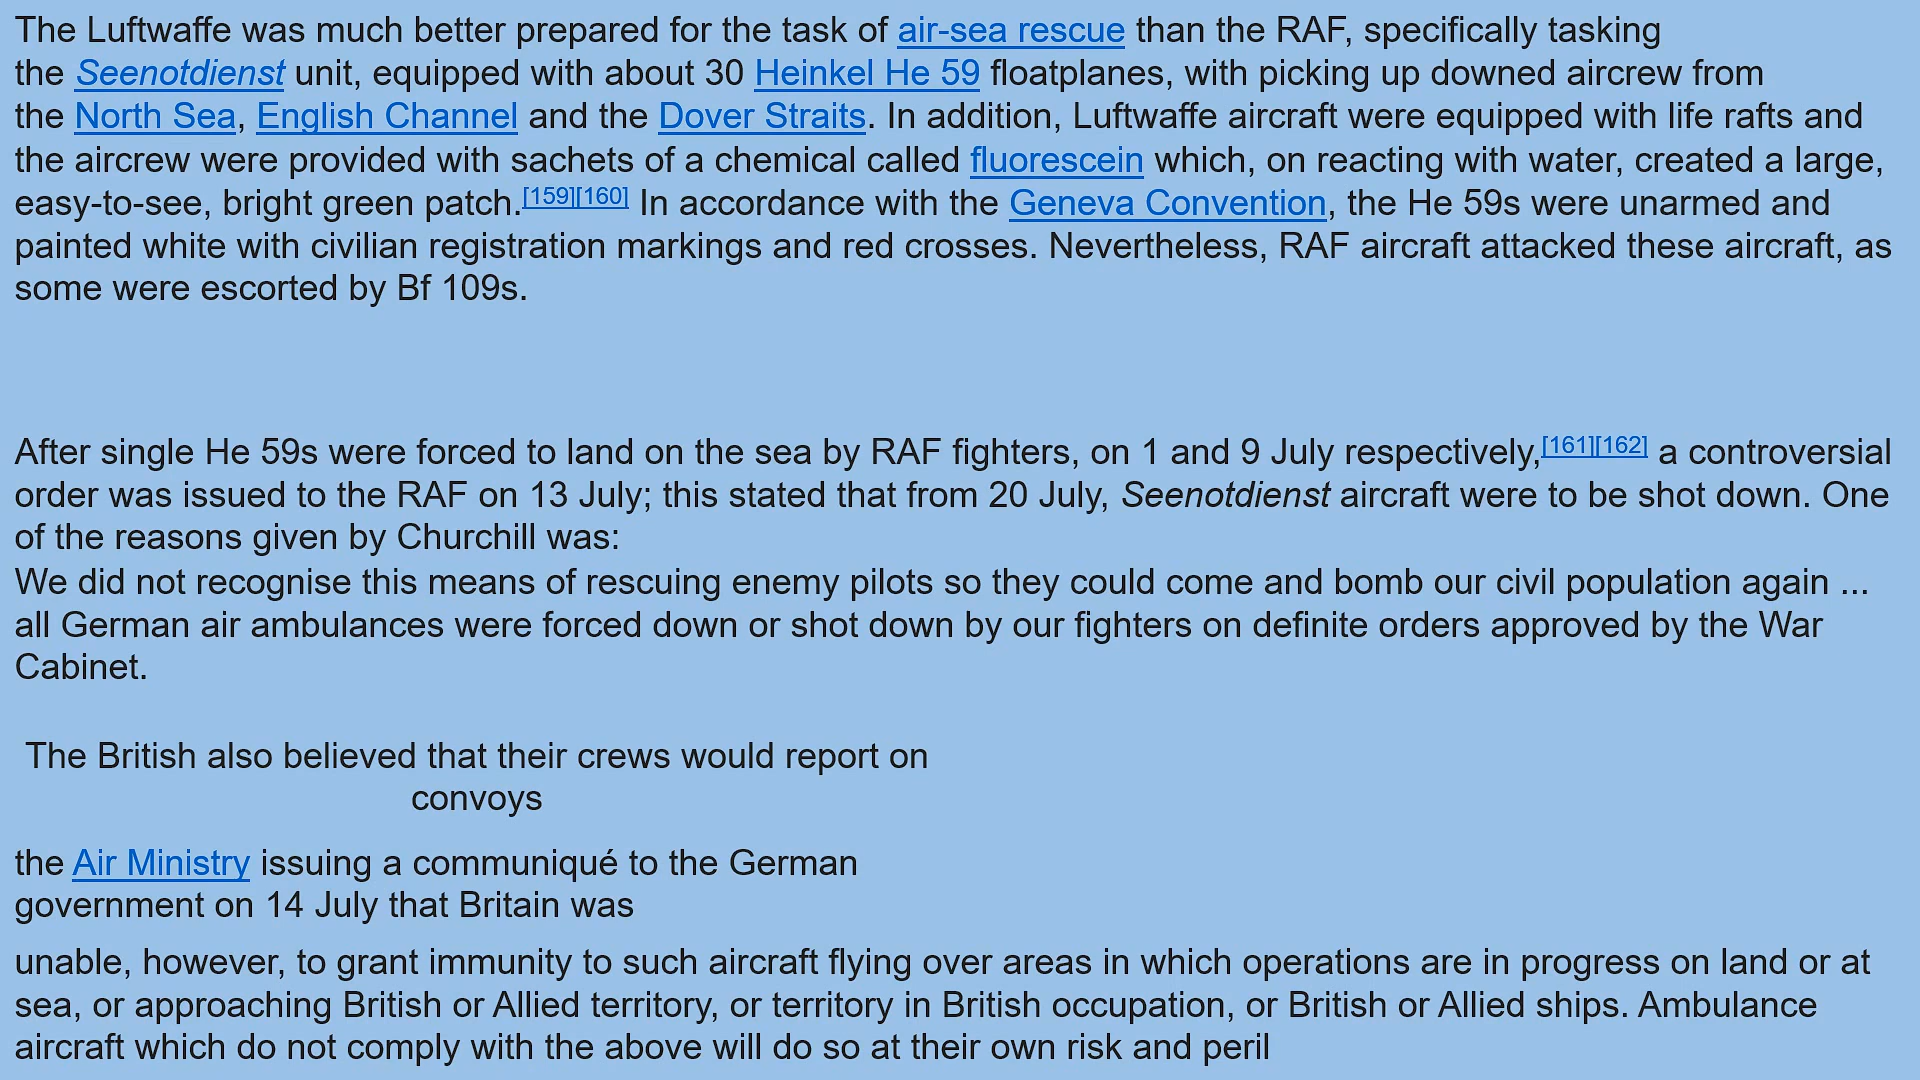 The Luftwaffe was much better prepared for the task of air-sea rescue than the RAF, specifically tasking
the Seenotdienst unit, equipped with about 30 Heinkel He 59 floatplanes, with picking up downed aircrew from
the North Sea, English Channel and the Dover Straits. In addition, Luftwaffe aircraft were equipped with life rafts and
the aircrew were provided with sachets of a chemical called fluorescein which, on reacting with water, created a large,
easy-to-see, bright green patch.[159][160] In accordance with the Geneva Convention, the He 59s were unarmed and
painted white with civilian registration markings and red crosses. Nevertheless, RAF aircraft attacked these aircraft, as
some were escorted by Bf 109s.
After single He 59s were forced to land on the sea by RAF fighters, on 1 and 9 July respectively,[161][162] a controversial
order was issued to the RAF on 13 July; this stated that from 20 July, Seenotdienst aircraft were to be shot down. One
of the reasons given by Churchill was:
We did not recognise this means of rescuing enemy pilots so they could come and bomb our civil population again ...
all German air ambulances were forced down or shot down by our fighters on definite orders approved by the War
Cabinet.
The British also believed that their crews would report on
convoys
the Air Ministry issuing a communiqué to the German
government on 14 July that Britain was
unable, however, to grant immunity to such aircraft flying over areas in which operations are in progress on land or at
sea, or approaching British or Allied territory, or territory in British occupation, or British or Allied ships. Ambulance
aircraft which do not comply with the above will do so at their own risk and peril